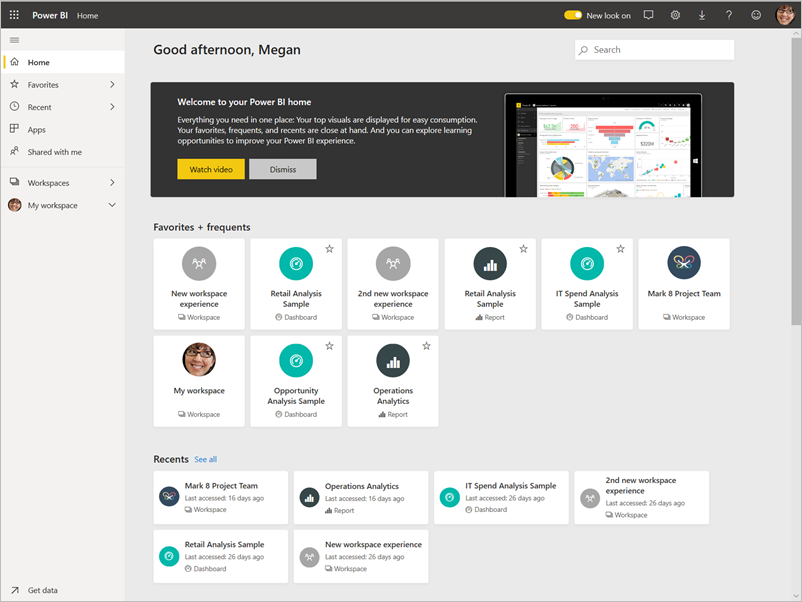 Power BI Home
New look on
Home
Favorites
Recent
Apps
Shared with me
Workspaces
My workspace
Get data
Good afternoon, Megan
Search
Welcome to your Power BI home
Everything you need in one place: Your top visuals are displayed for easy consumption.
Your favorites, frequents, and recents are close at hand. And you can explore learning
opportunities to improve your Power BI experience.
Watch video
Dismiss
Favorites + frequents
New workspace
experience
Workspace
Retail Analysis
Sample
Dashboard
2nd new workspace
experience
Workspace
Retail Analysis
Sample
Report
IT Spend Analysis
Sample
Dashboard
Mark 8 Project Team
Workspace
My workspace
Workspace
Opportunity
Analysis Sample
Dashboard
Operations
Analytics
Report
Recents See all
Mark 8 Project Team
Last accessed: 16 days ago
Workspace
Operations Analytics
Last accessed: 16 days ago
Report
IT Spend Analysis Sample
Last accessed: 26 days ago
Dashboard
2nd new workspace
experience
Last accessed: 26 days ago
Workspace
Retail Analysis Sample
Last accessed: 26 days ago
Dashboard
New workspace experience
Last accessed: 26 days ago
Workspace